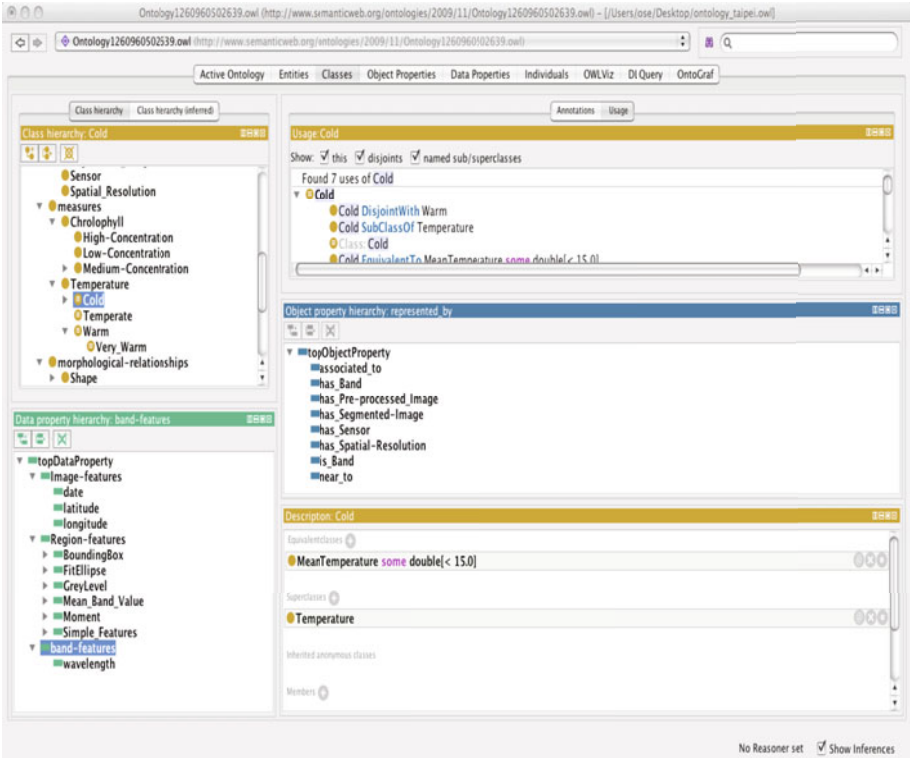 Ontology1260960502639.owl (http://www.semanticweb.org/ontologies/2009/11/Ontology1260960502639.owl) – [/Users/ose/Desktop/ontology_taipei.owl]
Ontology1260960502539.owl (http://www.semanticweb.org/ontologies/2009/11/Ontology1260960502639.owl)
Active Ontology Entities Classes Object Properties Data Properties Individuals OWLViz DI Query OntoGraf
Class hierarchy Class hierarchy (inferred)
Class hierarchy: Cold
Sensor
Spatial_Resolution
measures
Chrolophyll
High-Concentration
Low-Concentration
Medium-Concentration
Temperature
Cold
Temperate
Warm
Very_Warm
morphological-relationships
Shape
Data property hierarchy: band-features
topDataProperty
Image-features
date
latitude
longitude
Region-features
BoundingBox
FitEllipse
GreyLevel
Mean_Band_Value
Moment
Simple_Features
band-features
wavelength
Annotations Usage
Usage: Cold
Show: this disjoints named sub/superclasses
Found 7 uses of Cold
Cold
Cold DisjointWith Warm
Cold SubClassOf Temperature
Class: Cold
Cold EquivalentTo MeanTemperature some double[< 15.0]
Object property hierarchy: represented_by
topObjectProperty
associated_to
has_Band
has_Pre-processed_Image
has_Segmented-Image
has_Sensor
has_Spatial-Resolution
is_Band
near_to
Description: Cold
Equivalent classes
MeanTemperature some double[< 15.0]
Superclasses
Temperature
Inherited anonymous classes
Members
No Reasoner set Show Inferences